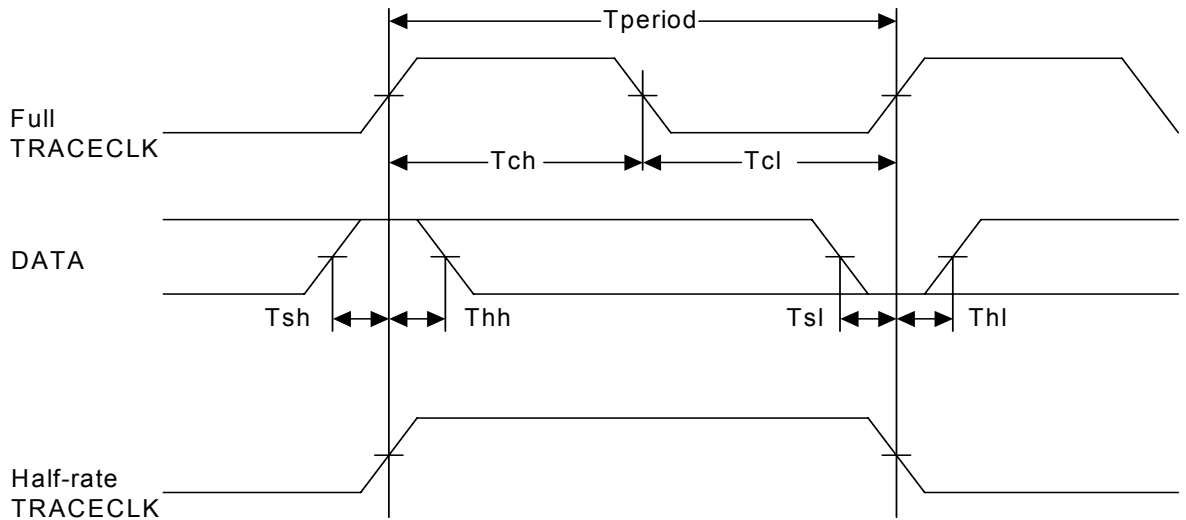 Tperiod
Full
TRACECLK
Tch
Tcl
DATA
Tsh
Thh
Tsl
Thl
Half-rate
TRACECLK